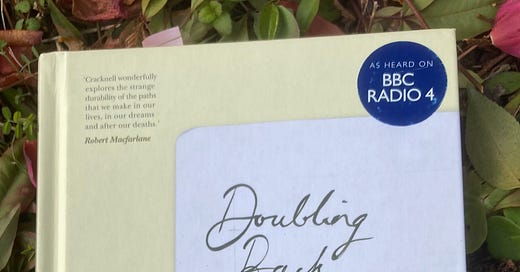 'Cracknell wonderfully
explores the strange
durability of the paths
that we make in our
lives, in our dreams
and after our deaths.'
Robert Macfarlane
AS HEARD ON
BBC
RADIO 4
Doubling
Back